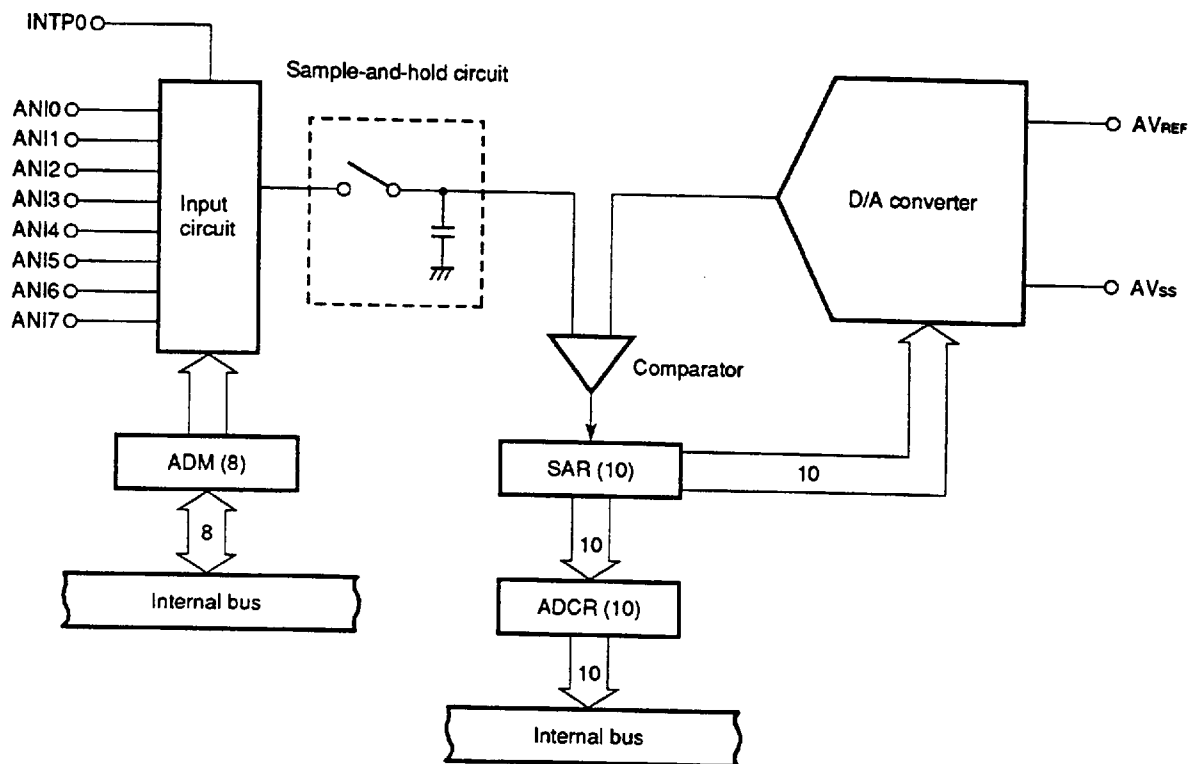 INTP0
Sample-and-hold circuit
ANI0
ANI1
ANI2
ANI3
ANI4
ANI5
ANI6
ANI7
Input
circuit
D/A converter
AVREF
AVSS
Comparator
ADM (8)
8
Internal bus
SAR (10)
10
10
ADCR (10)
10
Internal bus